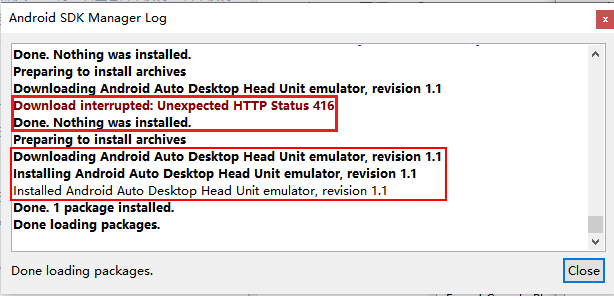 Android SDK Manager Log
Done. Nothing was installed.
Preparing to install archives
Downloading Android Auto Desktop Head Unit emulator, revision 1.1
Download interrupted: Unexpected HTTP Status 416
Done. Nothing was installed.
Preparing to install archives
Downloading Android Auto Desktop Head Unit emulator, revision 1.1
Installing Android Auto Desktop Head Unit emulator, revision 1.1
Installed Android Auto Desktop Head Unit emulator, revision 1.1
Done. 1 package installed.
Done loading packages.
Done loading packages.
Close